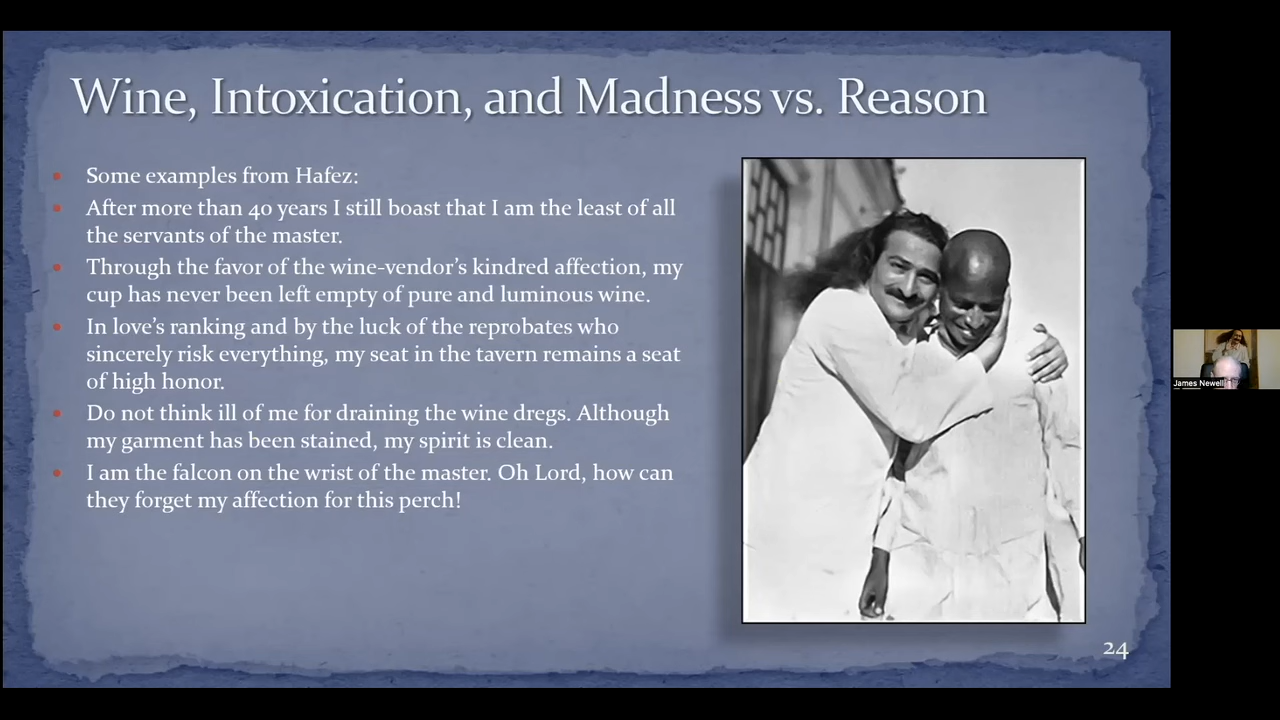 Wine, Intoxication, and Madness vs. Reason
Some examples from Hafez:
After more than 40 years I still boast that I am the least of all
the servants of the master.
Through the favor of the wine-vendor's kindred affection, my
cup has never been left empty of pure and luminous wine.
In love's ranking and by the luck of the reprobates who
sincerely risk everything, my seat in the tavern remains a seat
of high honor.
Do not think ill of me for draining the wine dregs. Although
my garment has been stained, my spirit is clean.
I am the falcon on the wrist of the master. Oh Lord, how can
they forget my affection for this perch!
24
James Newell